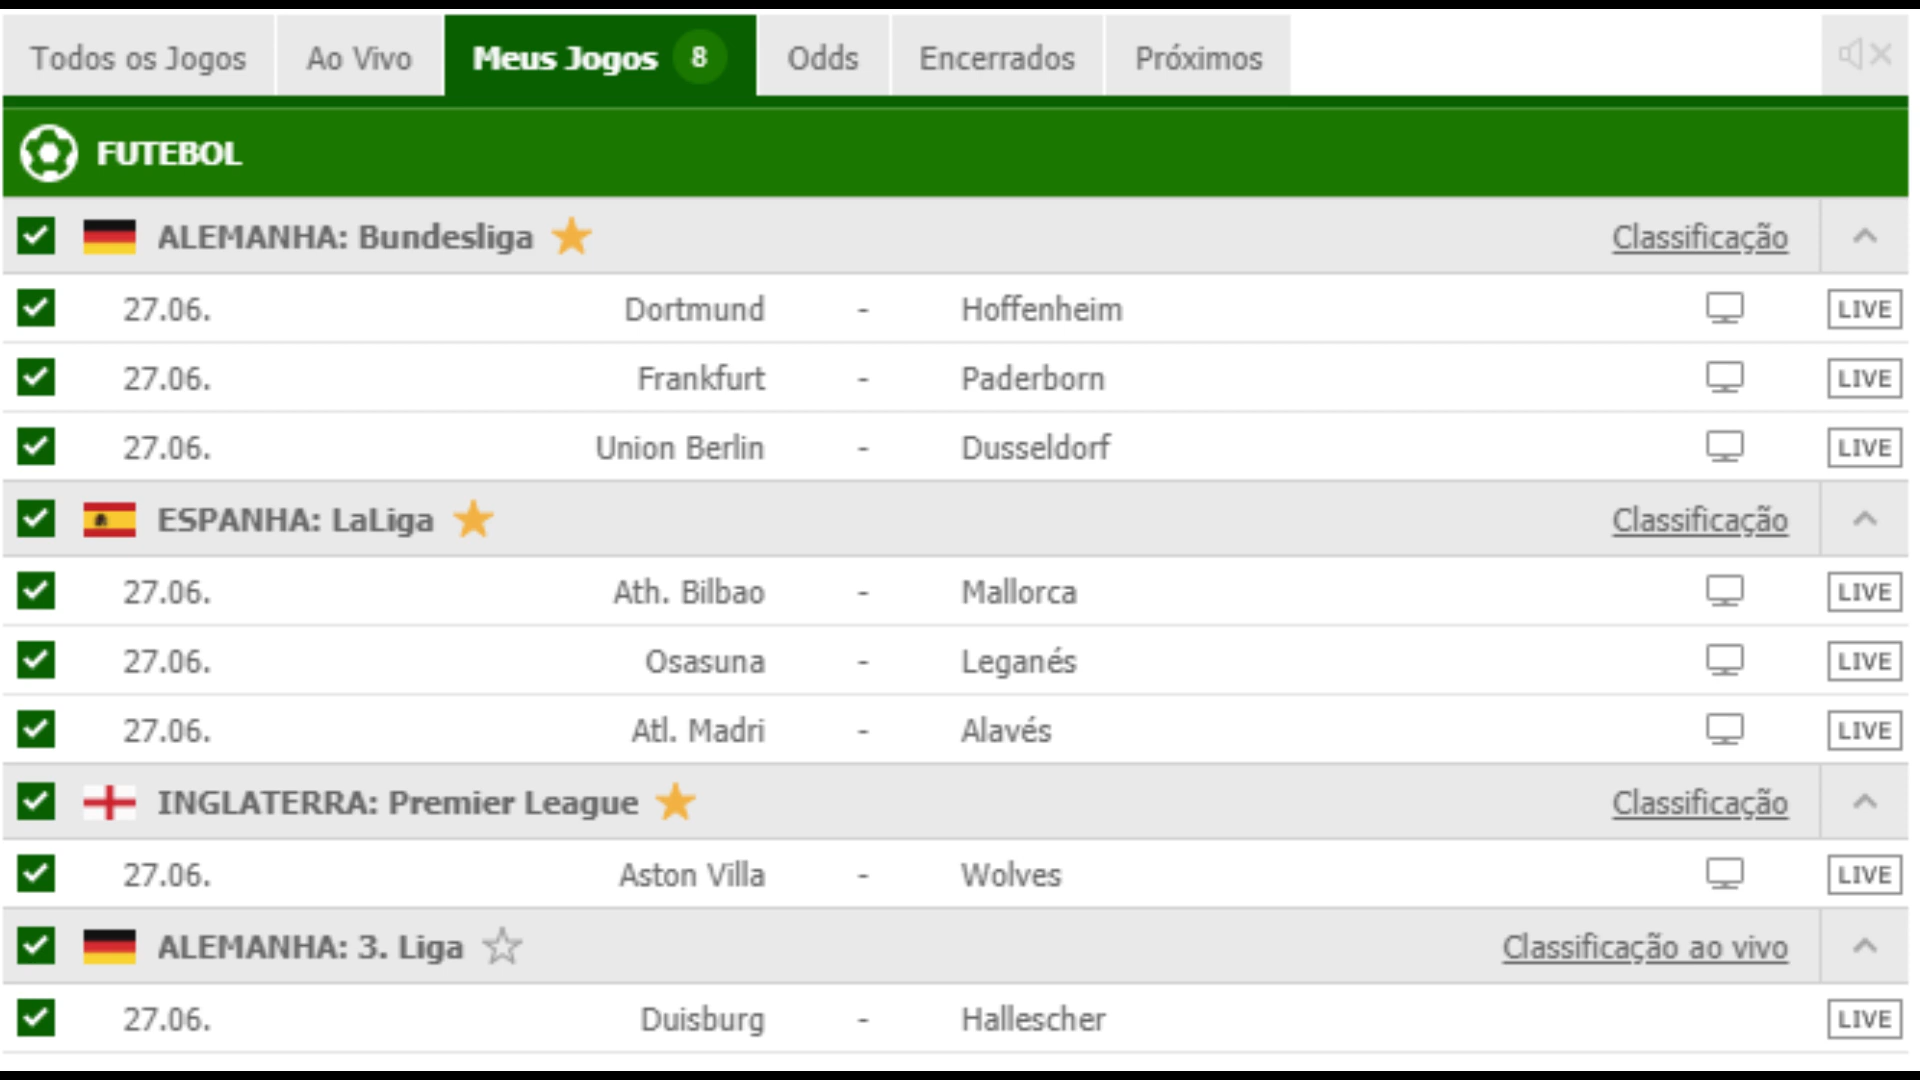 Todos os Jogos Ao Vivo Meus Jogos 8 Odds Encerrados Próximos
FUTEBOL
ALEMANHA: Bundesliga Classificação
27.06. Dortmund - Hoffenheim LIVE
27.06. Frankfurt - Paderborn LIVE
27.06. Union Berlin - Dusseldorf LIVE
ESPANHA: LaLiga Classificação
27.06. Ath. Bilbao - Mallorca LIVE
27.06. Osasuna - Leganés LIVE
27.06. Atl. Madri - Alavés LIVE
INGLATERRA: Premier League Classificação
27.06. Aston Villa - Wolves LIVE
ALEMANHA: 3. Liga Classificação ao vivo
27.06. Duisburg - Hallescher LIVE